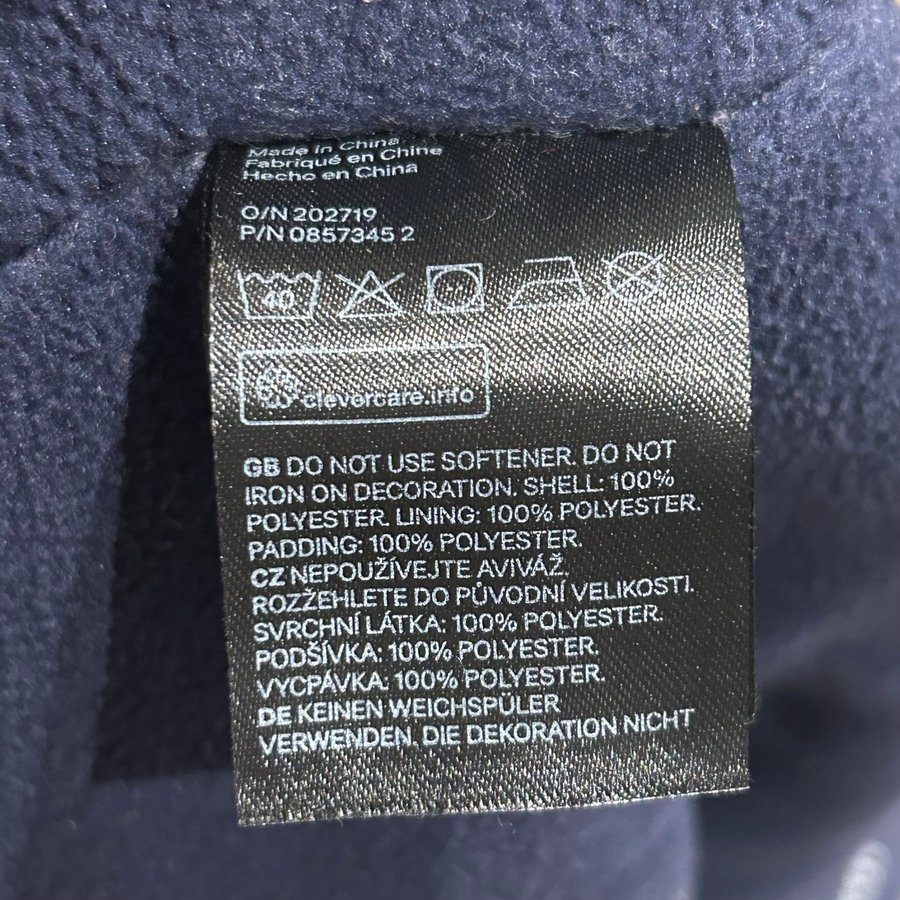 Made in China
Fabriqué en Chine
Hecho en China
O/N 202719
P/N 0857345 2
40
clevercare.info
GB DO NOT USE SOFTENER. DO NOT
IRON ON DECORATION. SHELL: 100%
POLYESTER. LINING: 100% POLYESTER.
PADDING: 100% POLYESTER.
CZ NEPOUŽÍVEJTE AVIVÁŽ.
ROZŽEHLETE DO PŮVODNÍ VELIKOSTI.
SVRCHNÍ LÁTKA: 100% POLYESTER.
PODŠÍVKA: 100% POLYESTER.
VYCPÁVKA: 100% POLYESTER.
DE KEINEN WEICHSPÜLER
VERWENDEN. DIE DEKORATION NICHT